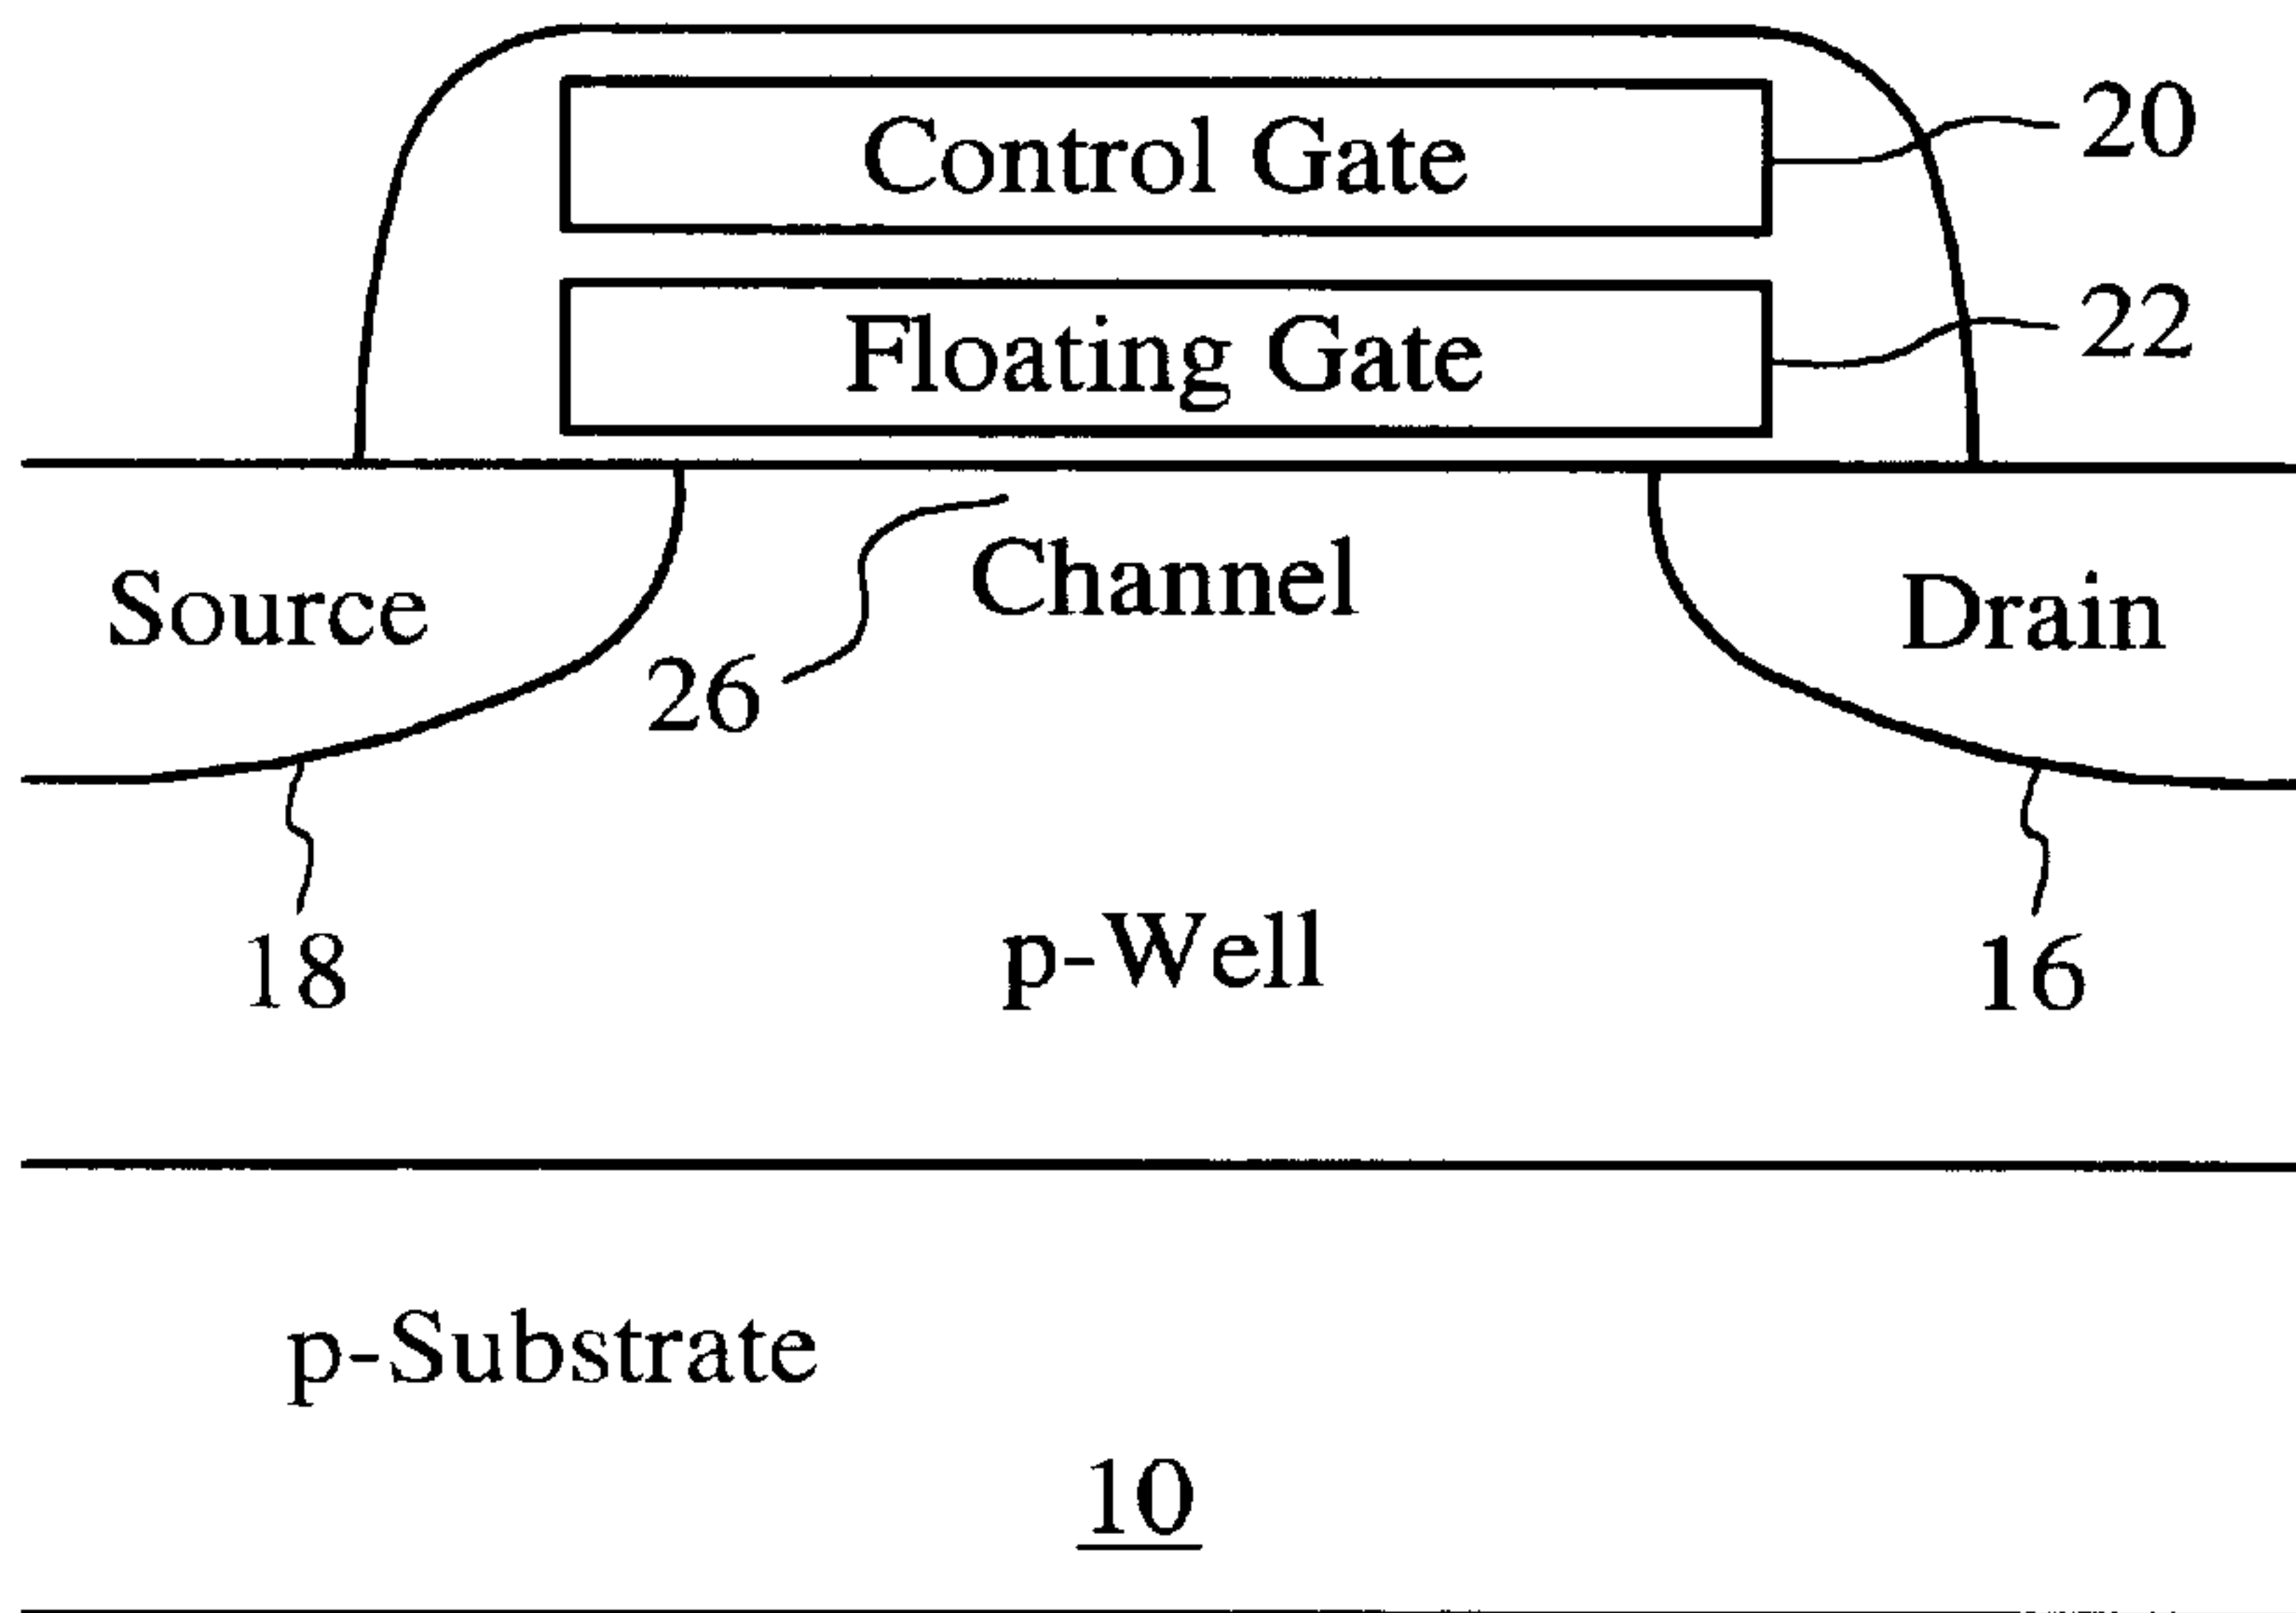 Control Gate
20
Floating Gate
22
Channel
Source
Drain
26
p-Well
18
16
p-Substrate
10